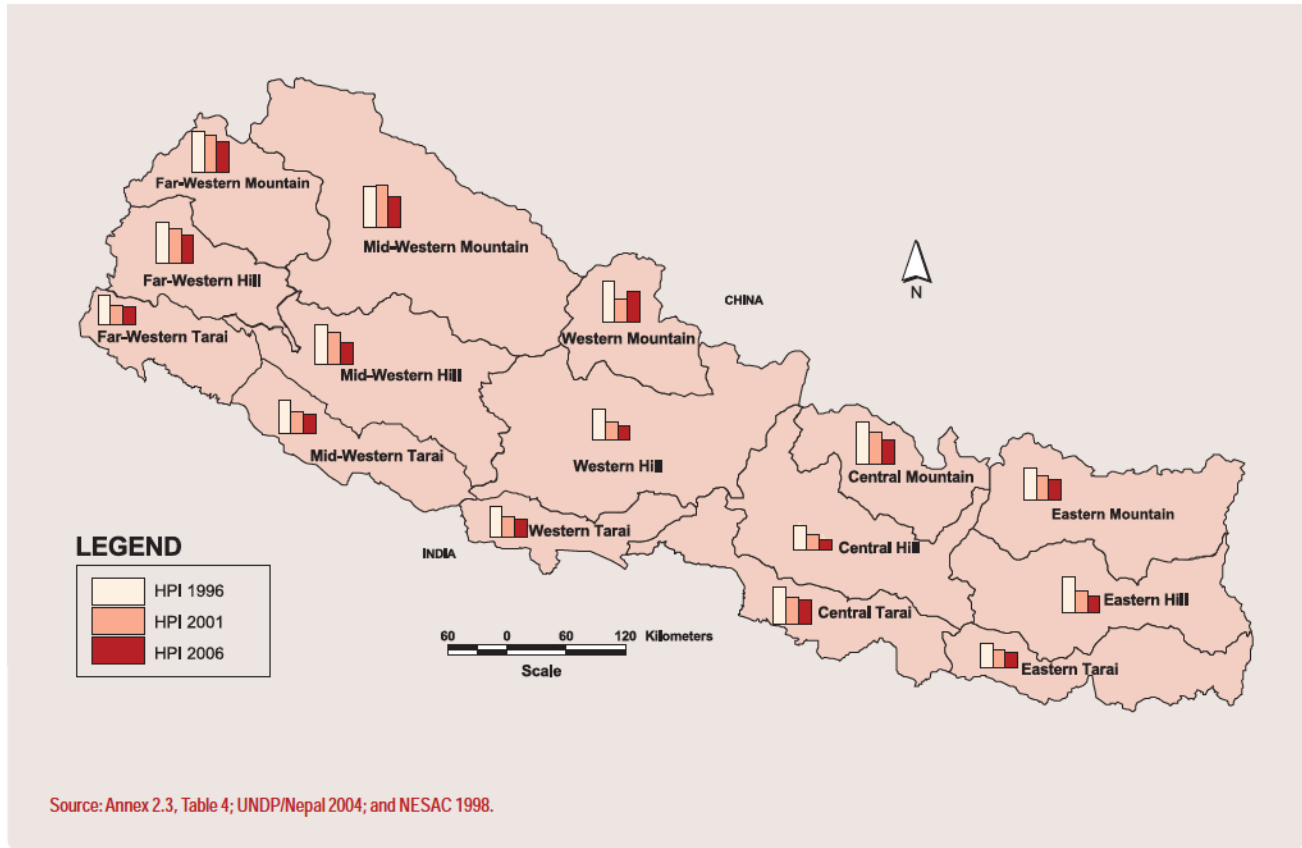 Far-Western Mountain
Mid-Western Mountain
Far-Western Hill
CHINA
N
Far-Western Tarai
Western Mountain
Mid-Western Hill
Mid-Western Tarai
Western Hill
Central Mountain
Eastern Mountain
Western Tarai
INDIA
Central Hill
Central Tarai
Eastern Hill
Eastern Tarai
LEGEND
HPI 1996
HPI 2001
HPI 2006
60 0 60 120 Kilometers
Scale
Source: Annex 2.3, Table 4; UNDP/Nepal 2004; and NESAC 1998.